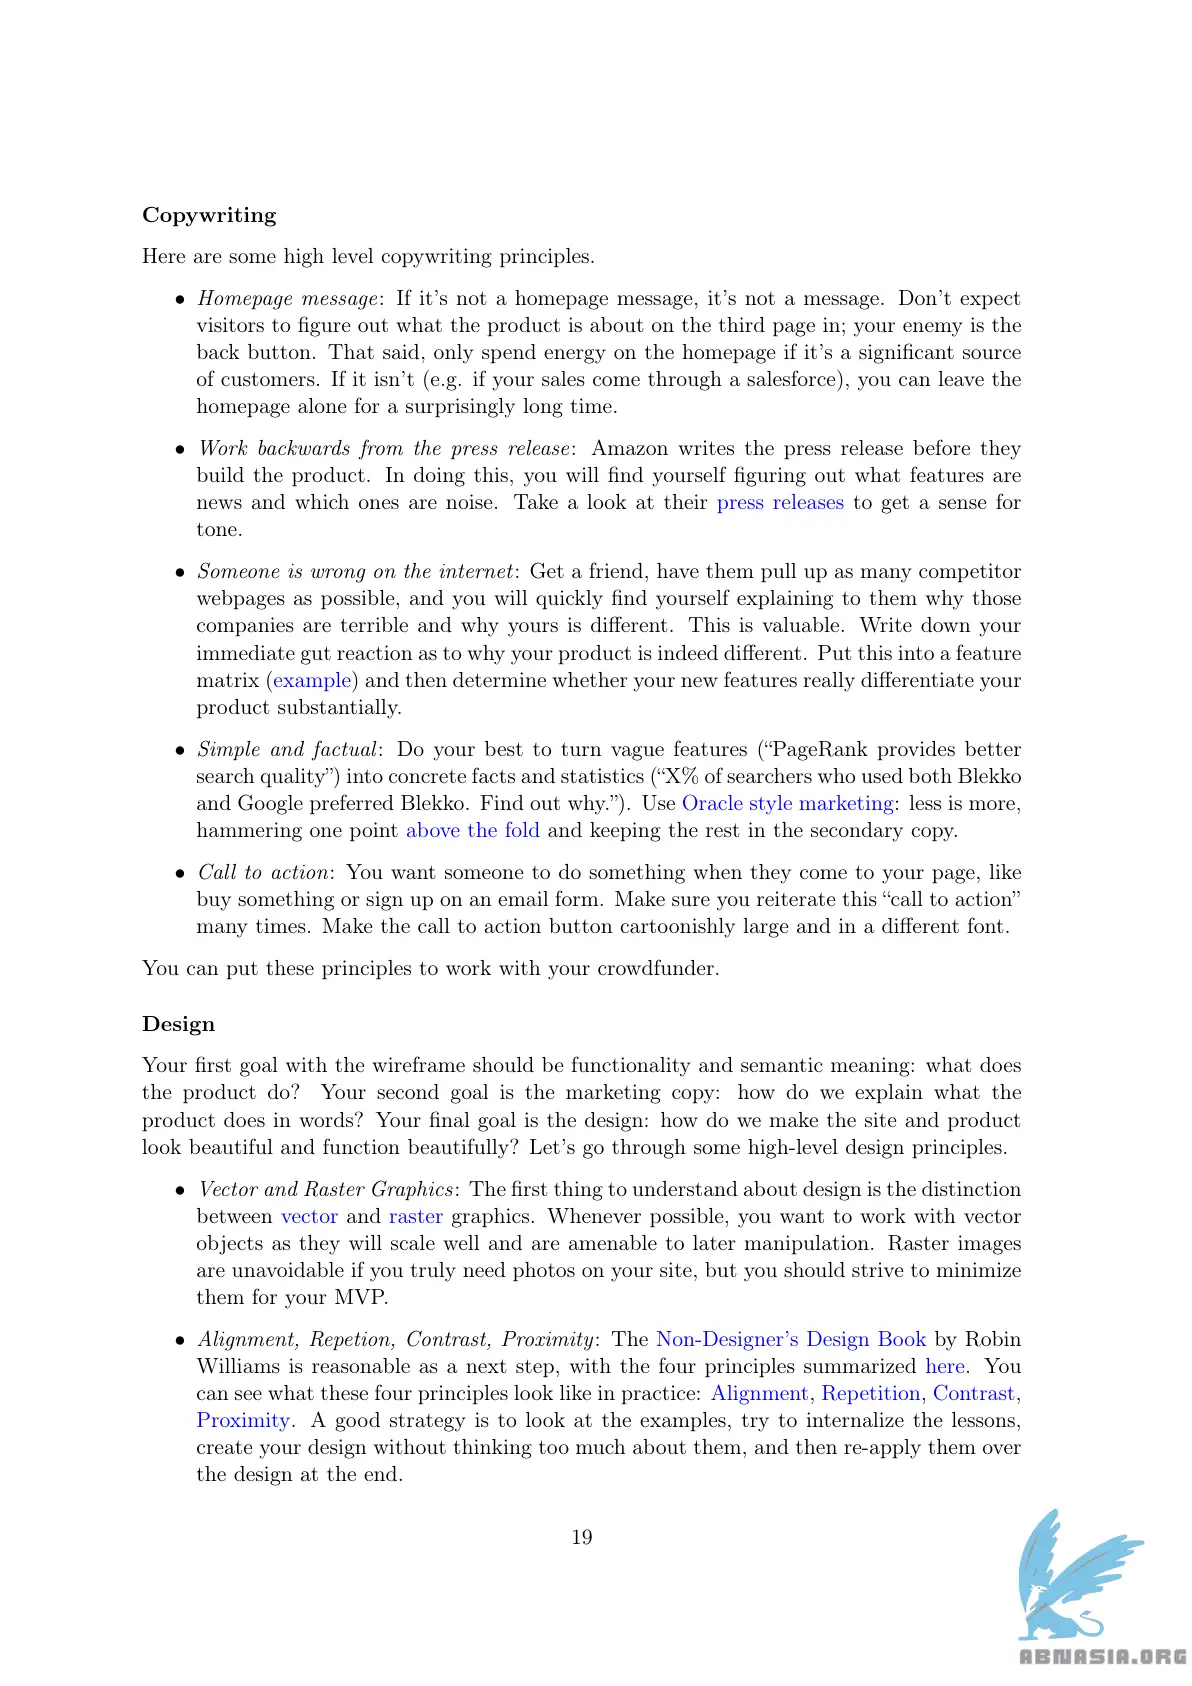 Copywriting
Here are some high level copywriting principles.
• Homepage message: If it's not a homepage message, it's not a message. Don't expect
visitors to figure out what the product is about on the third page in; your enemy is the
back button. That said, only spend energy on the homepage if it's a significant source
of customers. If it isn't (e.g. if your sales come through a salesforce), you can leave the
homepage alone for a surprisingly long time.
• Work backwards from the press release: Amazon writes the press release before they
build the product. In doing this, you will find yourself figuring out what features are
news and which ones are noise. Take a look at their press releases to get a sense for
tone.
• Someone is wrong on the internet: Get a friend, have them pull up as many competitor
webpages as possible, and you will quickly find yourself explaining to them why those
companies are terrible and why yours is different. This is valuable. Write down your
immediate gut reaction as to why your product is indeed different. Put this into a feature
matrix (example) and then determine whether your new features really differentiate your
product substantially.
• Simple and factual: Do your best to turn vague features (“PageRank provides better
search quality”) into concrete facts and statistics (“X% of searchers who used both Blekko
and Google preferred Blekko. Find out why.”). Use Oracle style marketing: less is more,
hammering one point above the fold and keeping the rest in the secondary copy.
• Call to action: You want someone to do something when they come to your page, like
buy something or sign up on an email form. Make sure you reiterate this “call to action”
many times. Make the call to action button cartoonishly large and in a different font.
You can put these principles to work with your crowdfunder.
Design
Your first goal with the wireframe should be functionality and semantic meaning: what does
the product do? Your second goal is the marketing copy: how do we explain what the
product does in words? Your final goal is the design: how do we make the site and product
look beautiful and function beautifully? Let's go through some high-level design principles.
• Vector and Raster Graphics: The first thing to understand about design is the distinction
between vector and raster graphics. Whenever possible, you want to work with vector
objects as they will scale well and are amenable to later manipulation. Raster images
are unavoidable if you truly need photos on your site, but you should strive to minimize
them for your MVP.
• Alignment, Repetion, Contrast, Proximity: The Non-Designer's Design Book by Robin
Williams is reasonable as a next step, with the four principles summarized here. You
can see what these four principles look like in practice: Alignment, Repetition, Contrast,
Proximity. A good strategy is to look at the examples, try to internalize the lessons,
create your design without thinking too much about them, and then re-apply them over
the design at the end.
19
ABNASIA.ORG